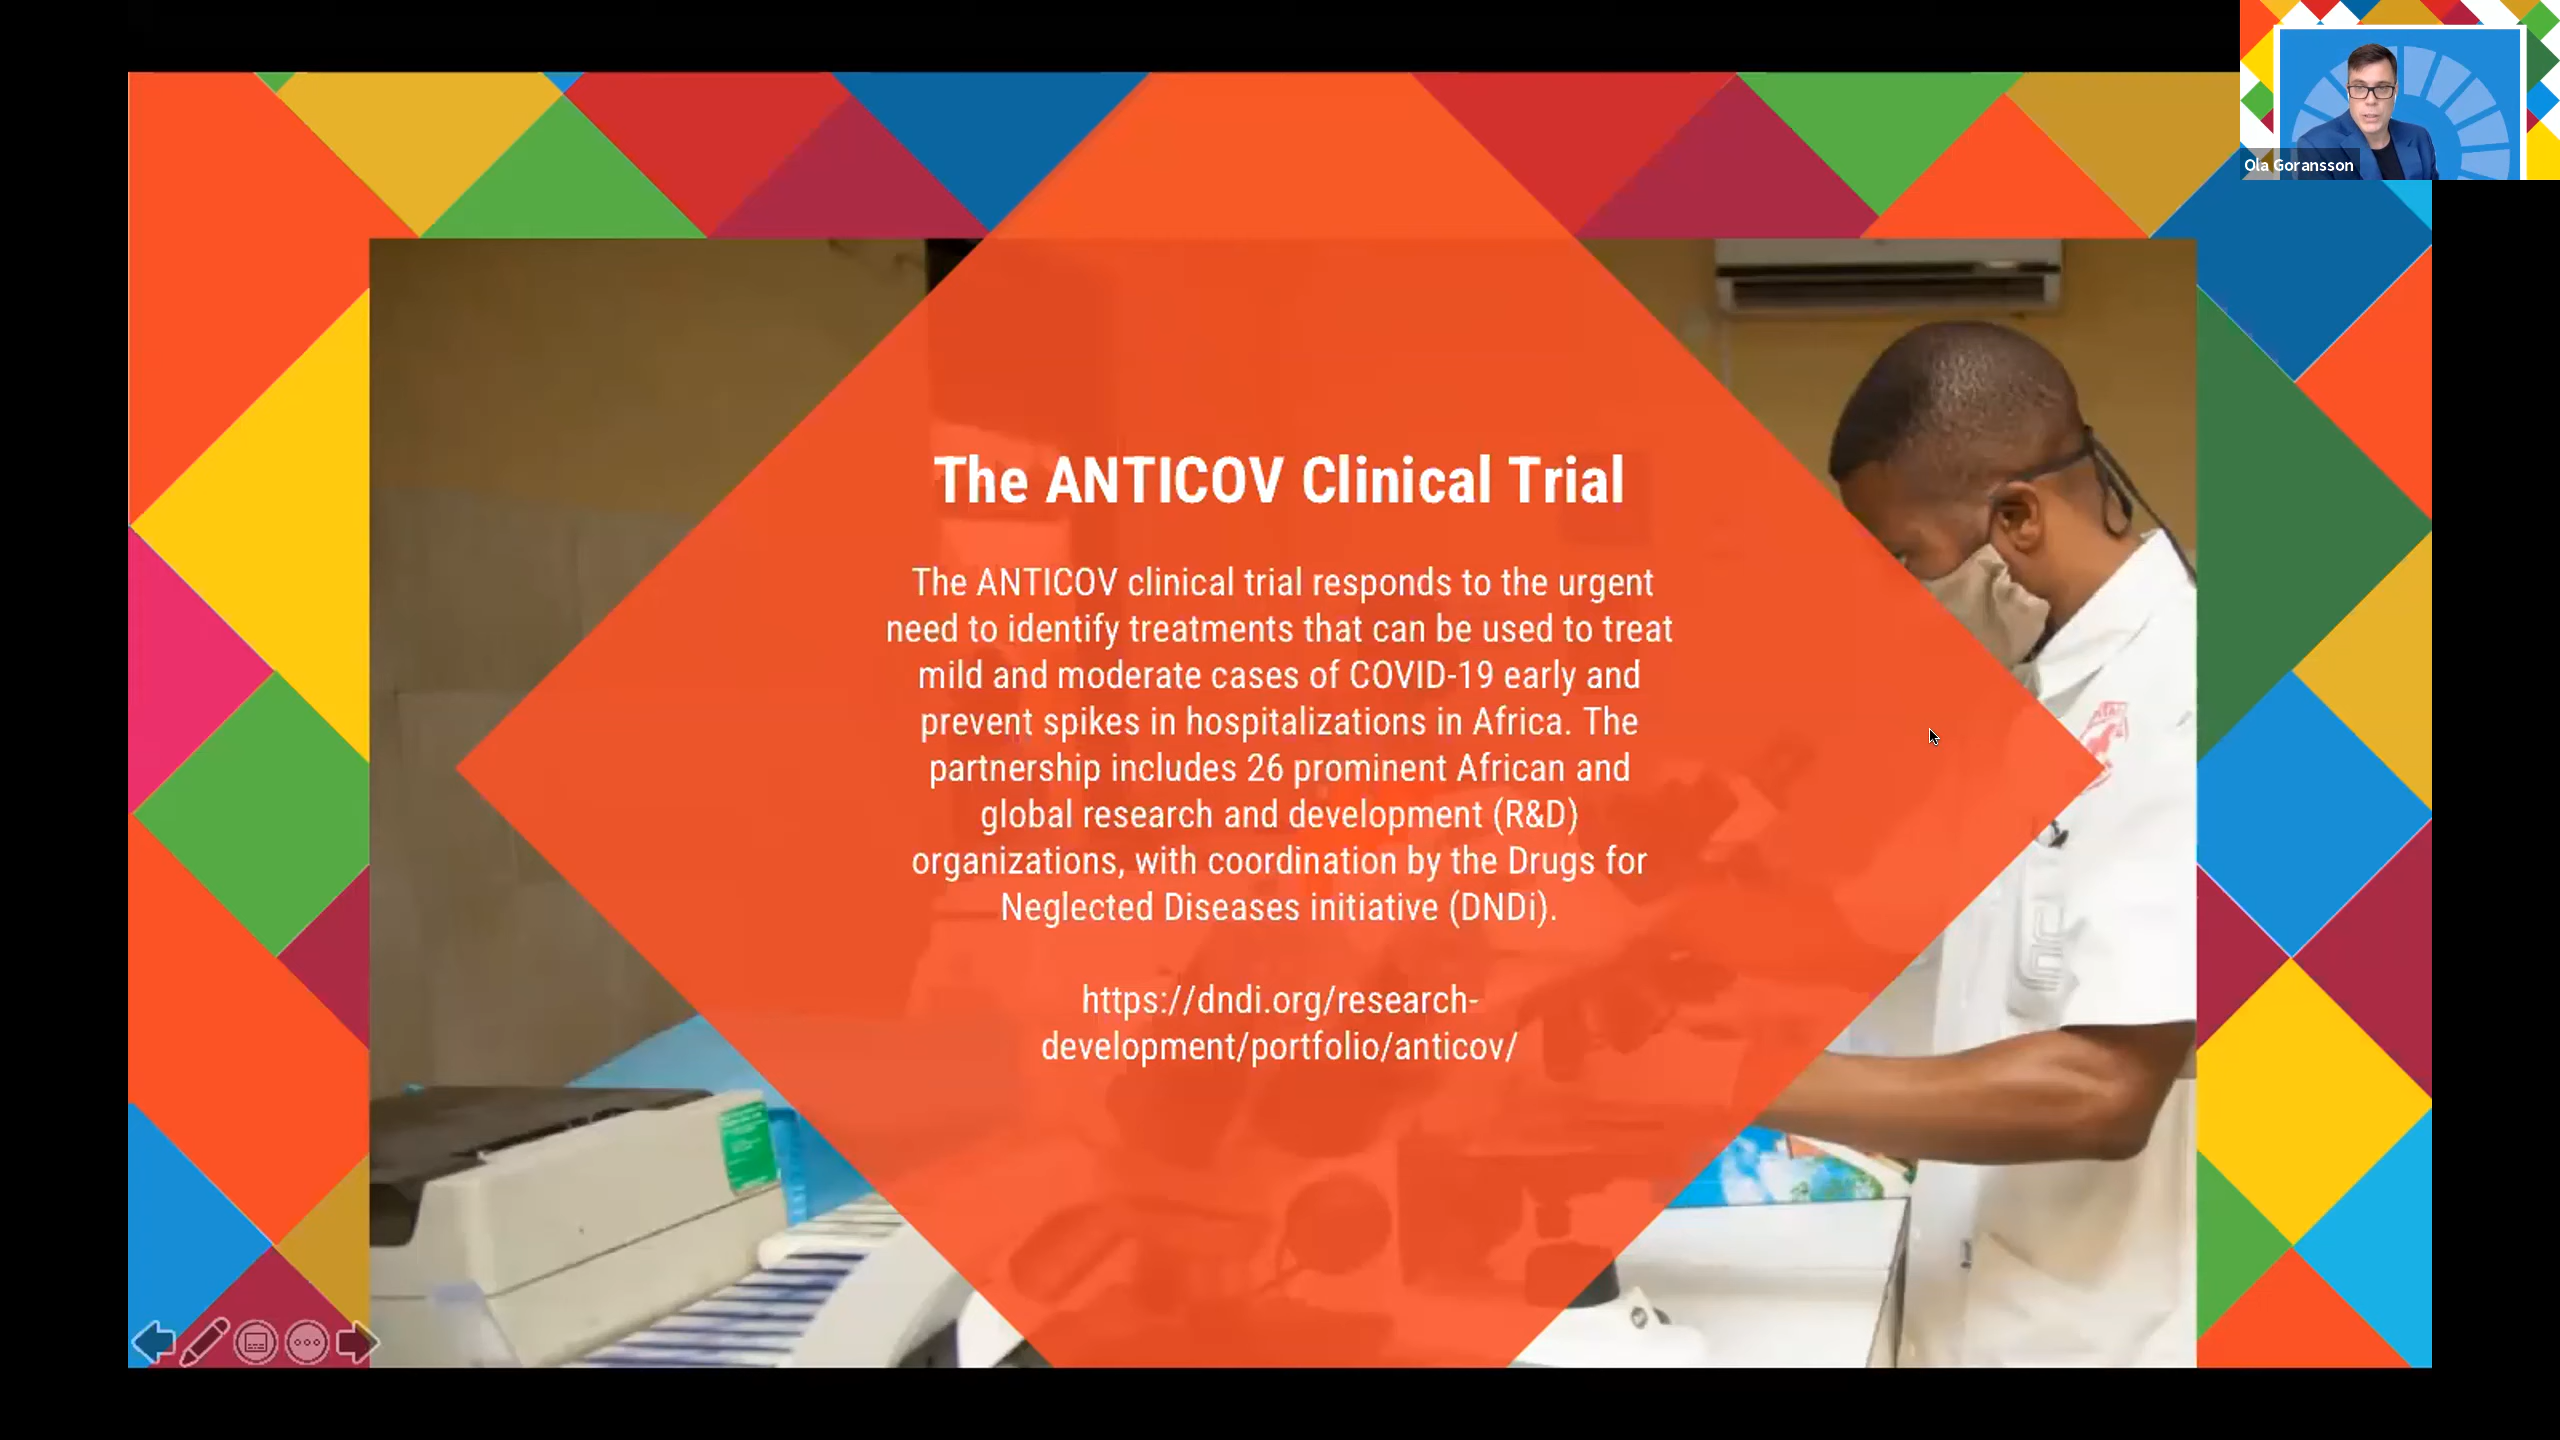 Ola Goransson
The ANTICOV Clinical Trial
The ANTICOV clinical trial responds to the urgent
need to identify treatments that can be used to treat
mild and moderate cases of COVID-19 early and
prevent spikes in hospitalizations in Africa. The
partnership includes 26 prominent African and
global research and development (R&D)
organizations, with coordination by the Drugs for
Neglected Diseases initiative (DNDi).
https://dndi.org/research-
development/portfolio/anticov/